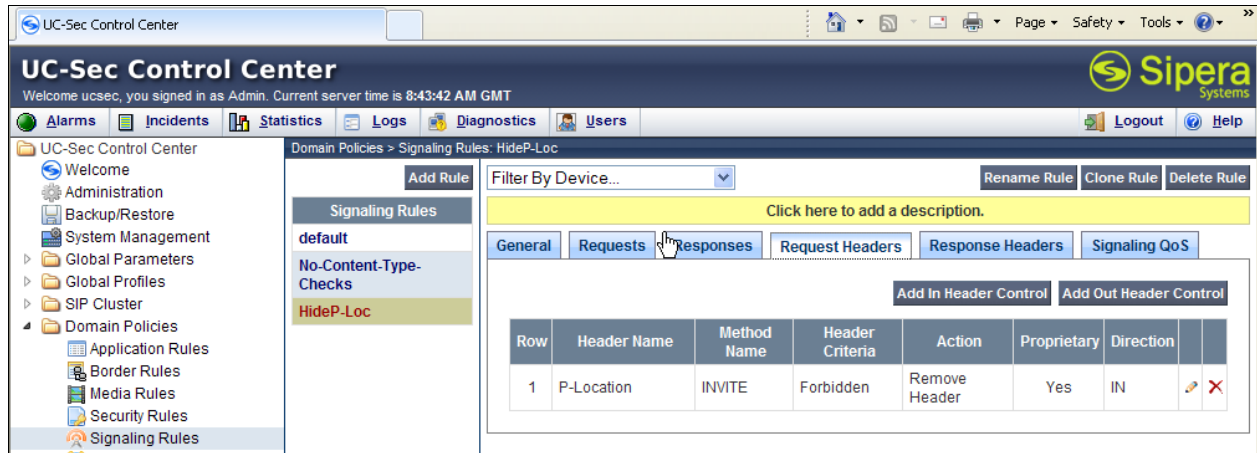 UC-Sec Control Center
Page Safety Tools
»
UC-Sec Control Center
Sipera
Systems
Welcome ucsec, you signed in as Admin. Current server time is 8:43:42 AM GMT
Alarms Incidents Statistics Logs Diagnostics Users Logout Help
UC-Sec Control Center
Welcome
Administration
Backup/Restore
System Management
Global Parameters
Global Profiles
SIP Cluster
Domain Policies
Application Rules
Border Rules
Media Rules
Security Rules
Signaling Rules
Domain Policies > Signaling Rules: HideP-Loc
Add Rule
Signaling Rules
default
No-Content-Type-
Checks
HideP-Loc
Filter By Device...
Rename Rule Clone Rule Delete Rule
Click here to add a description.
General Requests Responses Request Headers Response Headers Signaling QoS
Add In Header Control Add Out Header Control
Row Header Name Method Name Header Criteria Action Proprietary Direction
1 P-Location INVITE Forbidden Remove Header Yes IN